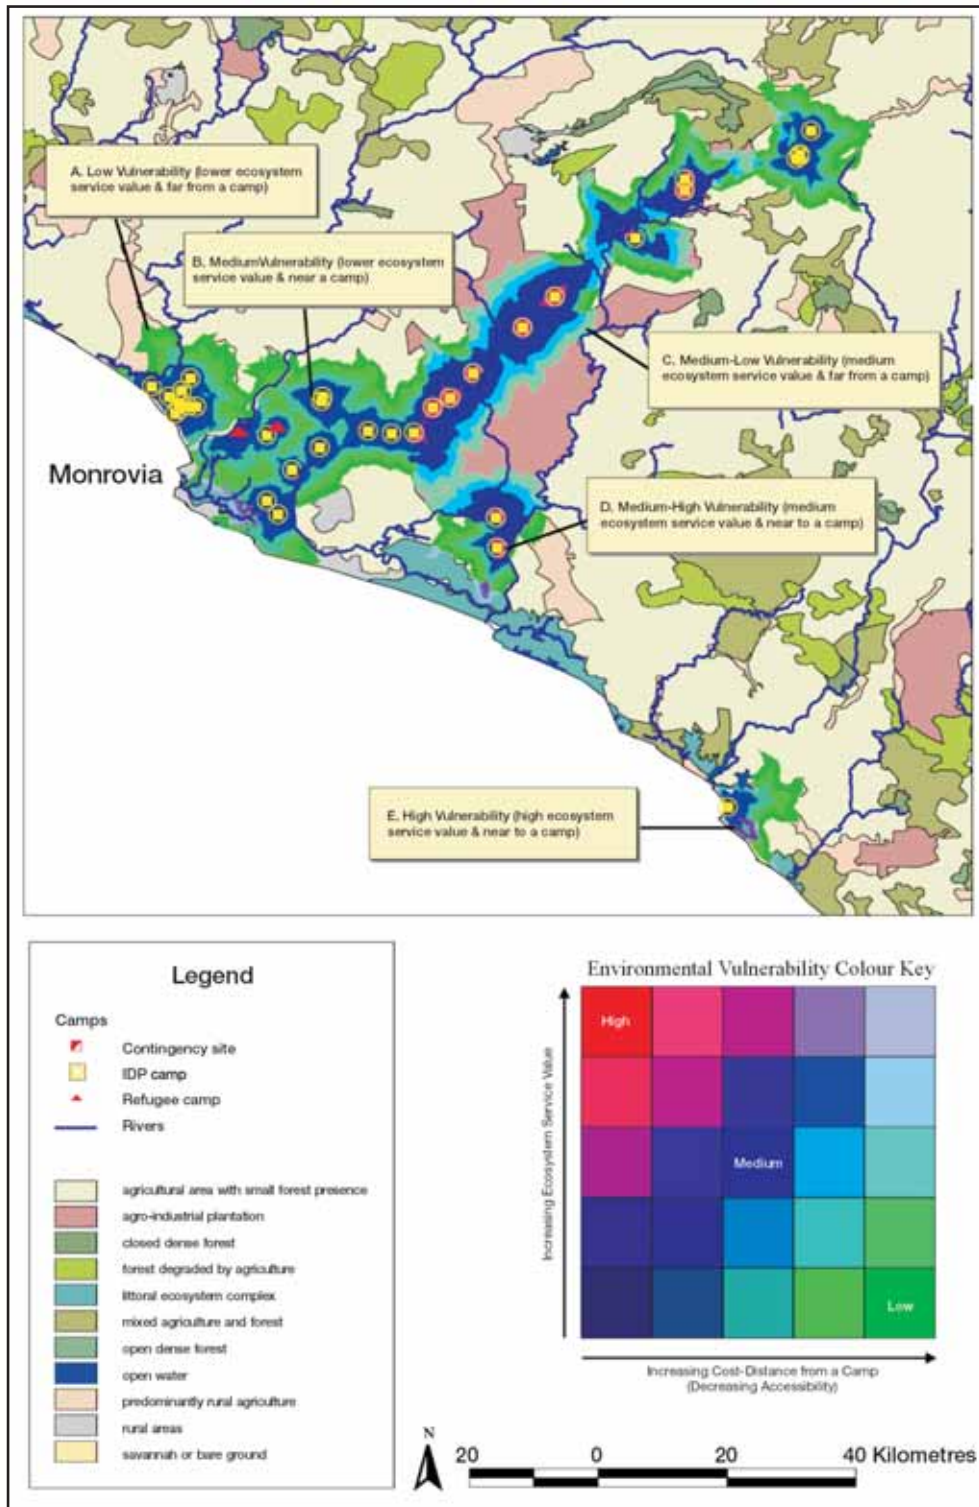 A. Low Vulnerability (lower ecosystem
service value & far from a camp)
B. MediumVulnerability (lower ecosystem
service value & near a camp)
C. Medium-Low Vulnerability (medium
ecosystem service value & far from a camp)
Monrovia
D. Medium-High Vulnerability (medium
ecosystem service value & near to a camp)
E. High Vulnerability (high ecosystem
service value & near to a camp)
Legend
Camps
Contingency site
IDP camp
Refugee camp
Rivers
agricultural area with small forest presence
agro-industrial plantation
closed dense forest
forest degraded by agriculture
littoral ecosystem complex
mixed agriculture and forest
open dense forest
open water
predominantly rural agriculture
rural areas
savannah or bare ground
Environmental Vulnerability Colour Key
Increasing Ecosystem Service Value
High
Medium
Low
Increasing Cost-Distance from a Camp
(Decreasing Accessibility)
N
20 0 20 40 Kilometres